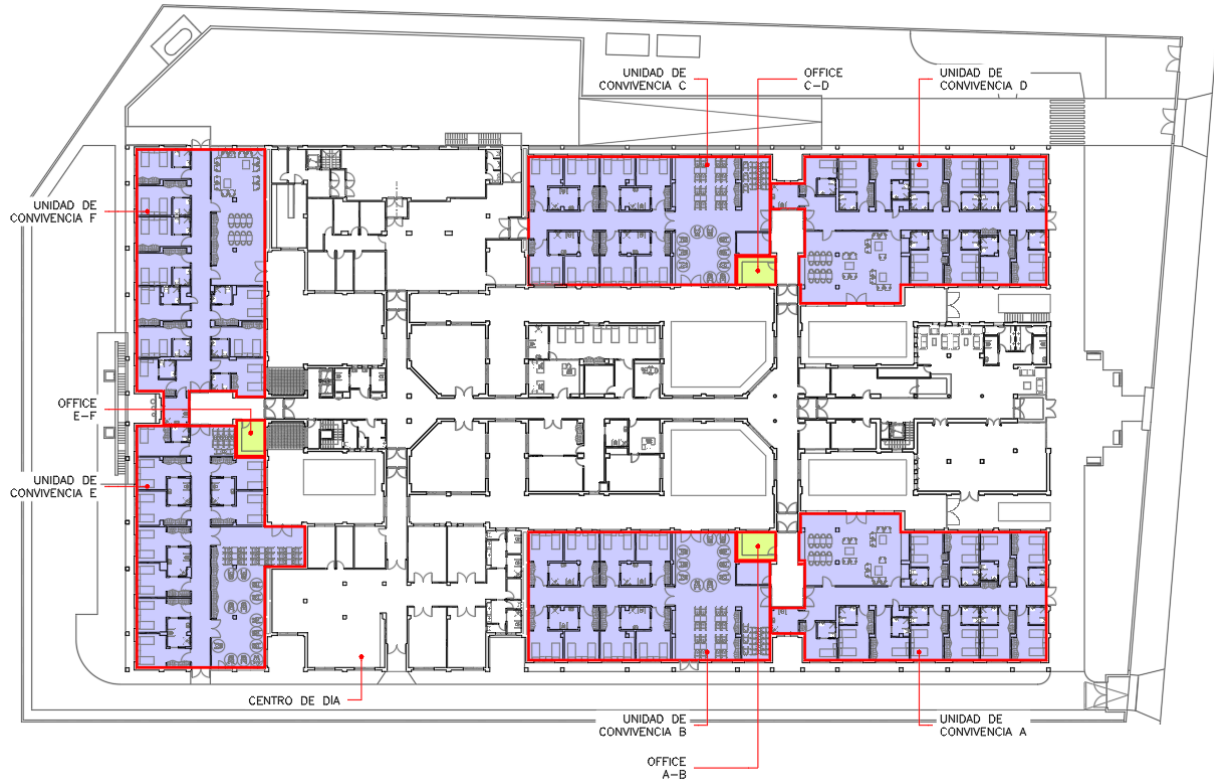 UNIDAD DE
CONVIVENCIA C
OFFICE
C-D
UNIDAD DE
CONVIVENCIA D
UNIDAD DE
CONVIVENCIA F
OFFICE
E-F
UNIDAD DE
CONVIVENCIA E
CENTRO DE DÍA
UNIDAD DE
CONVIVENCIA B
UNIDAD DE
CONVIVENCIA A
OFFICE
A-B